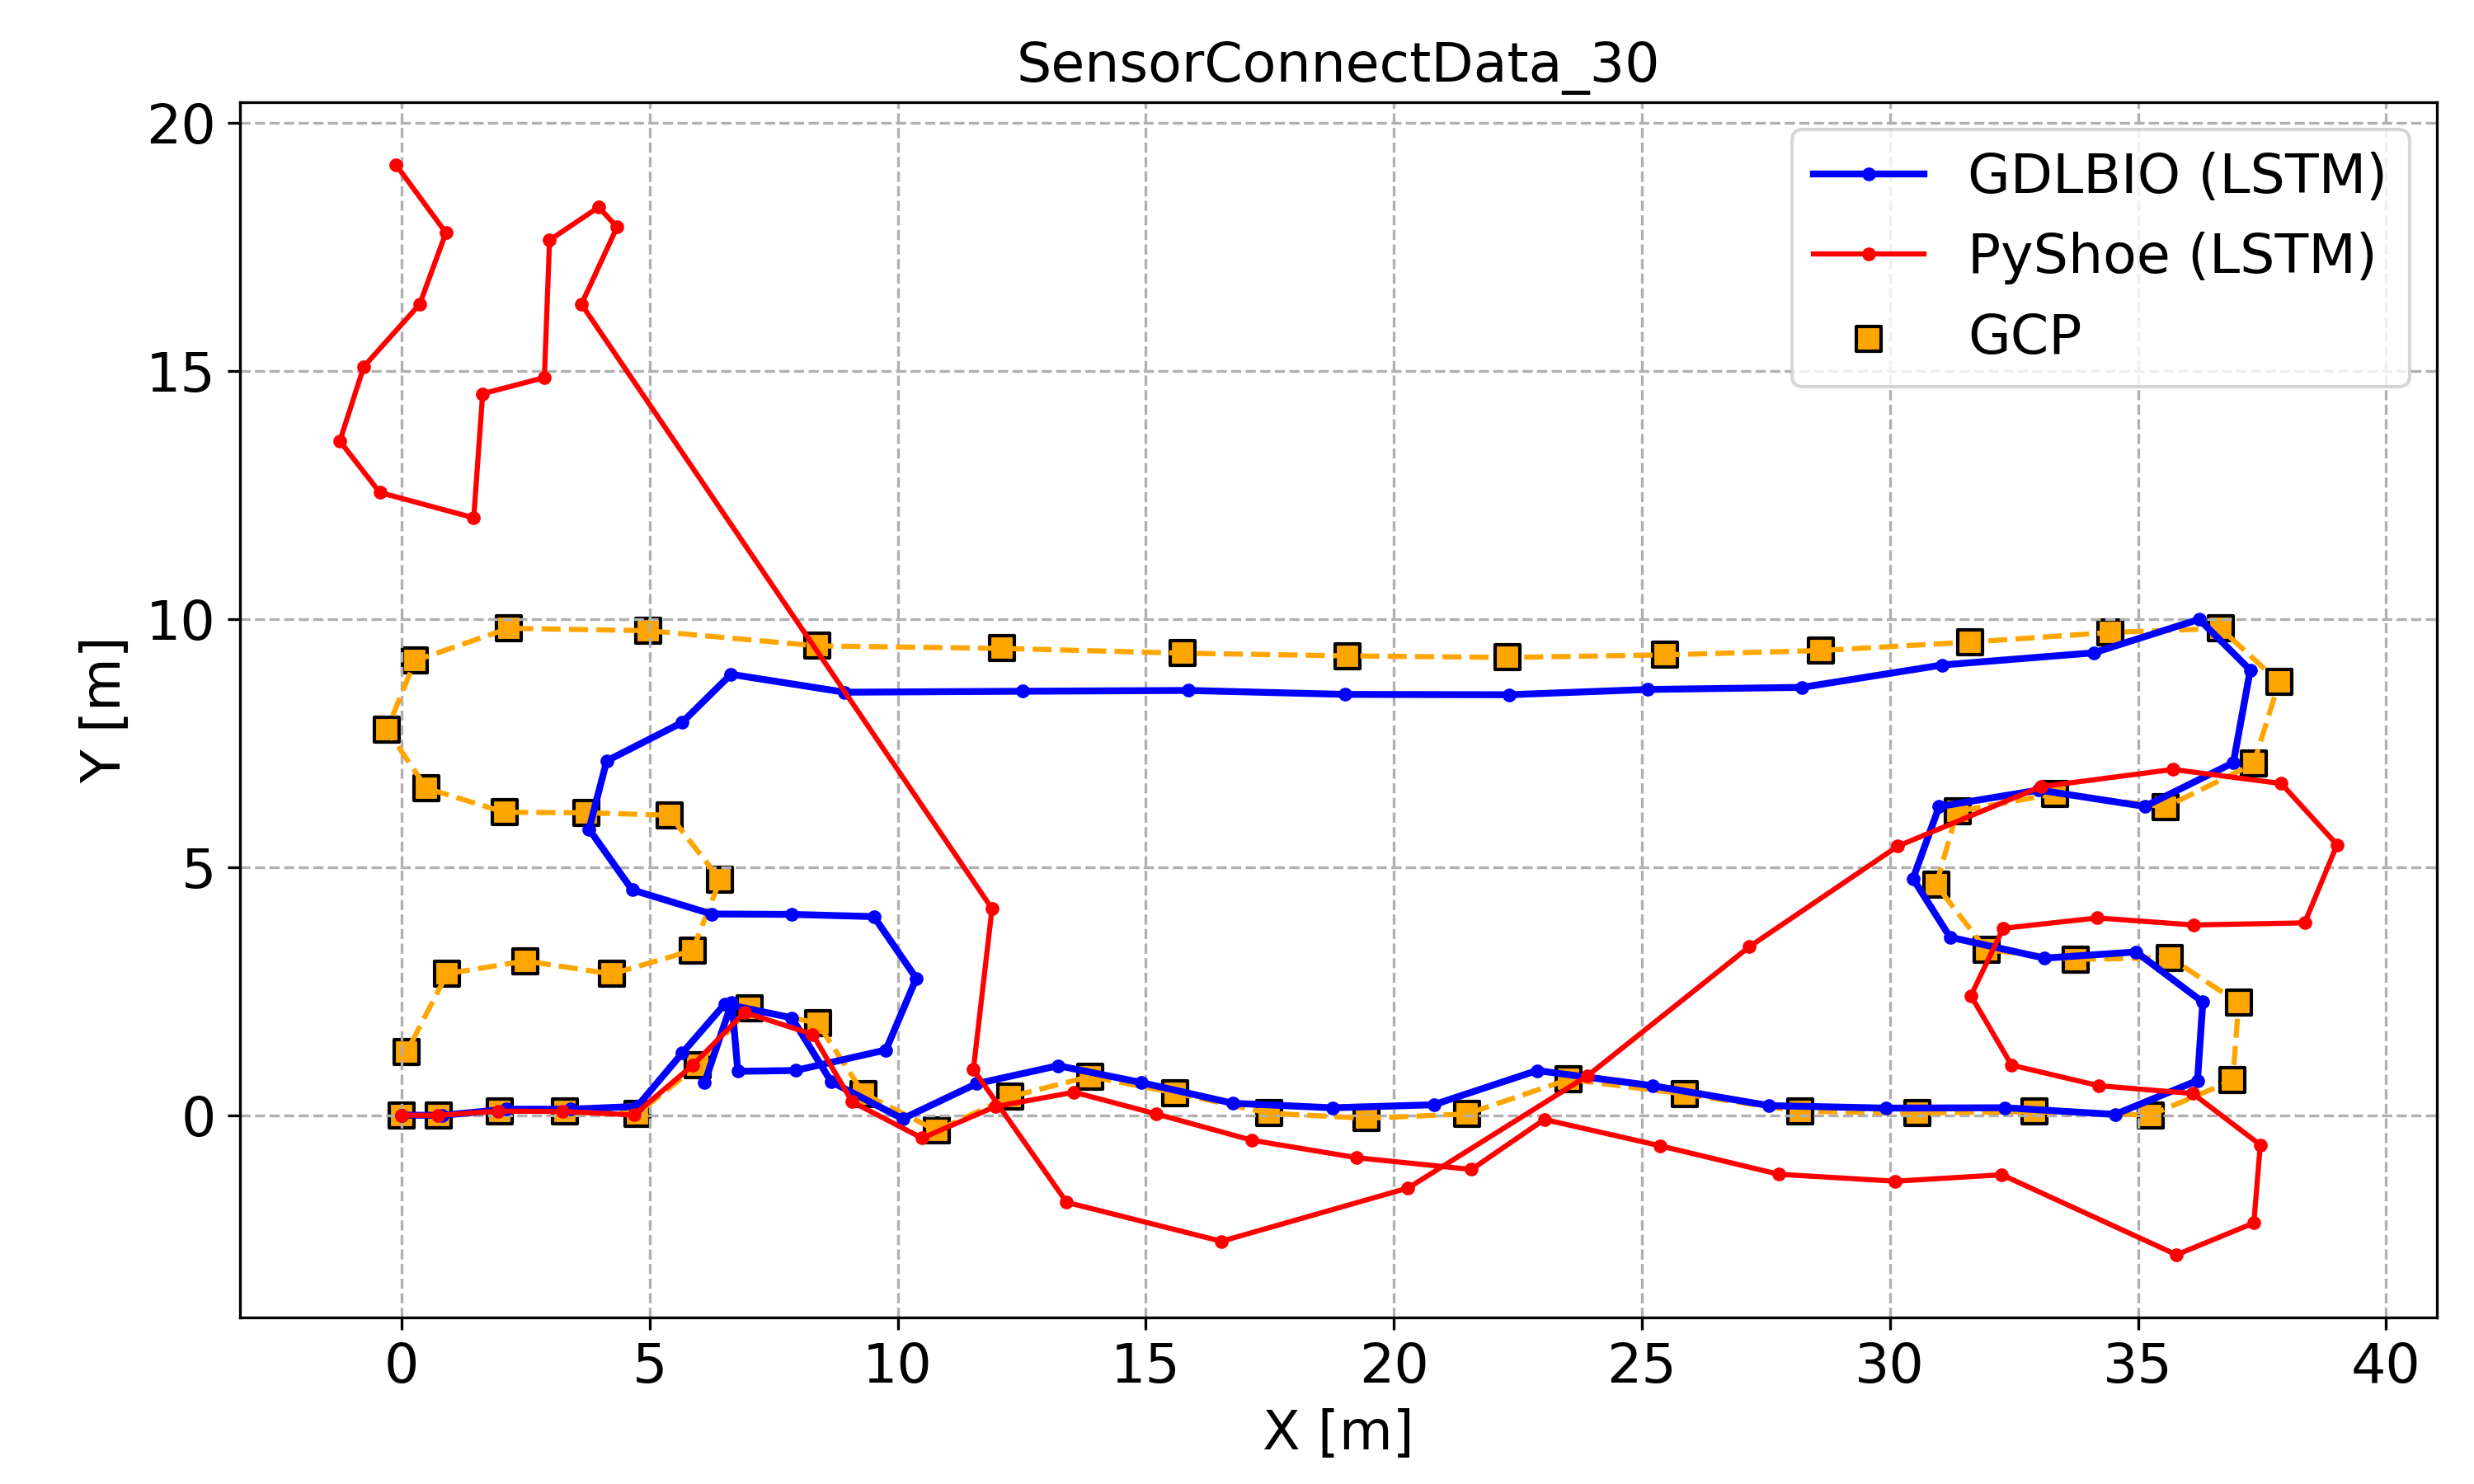 SensorConnectData_30
20
15
10
5
0
Y [m]
GDLBIO (LSTM)
PyShoe (LSTM)
GCP
0 5 10 15 20 25 30 35 40
X [m]